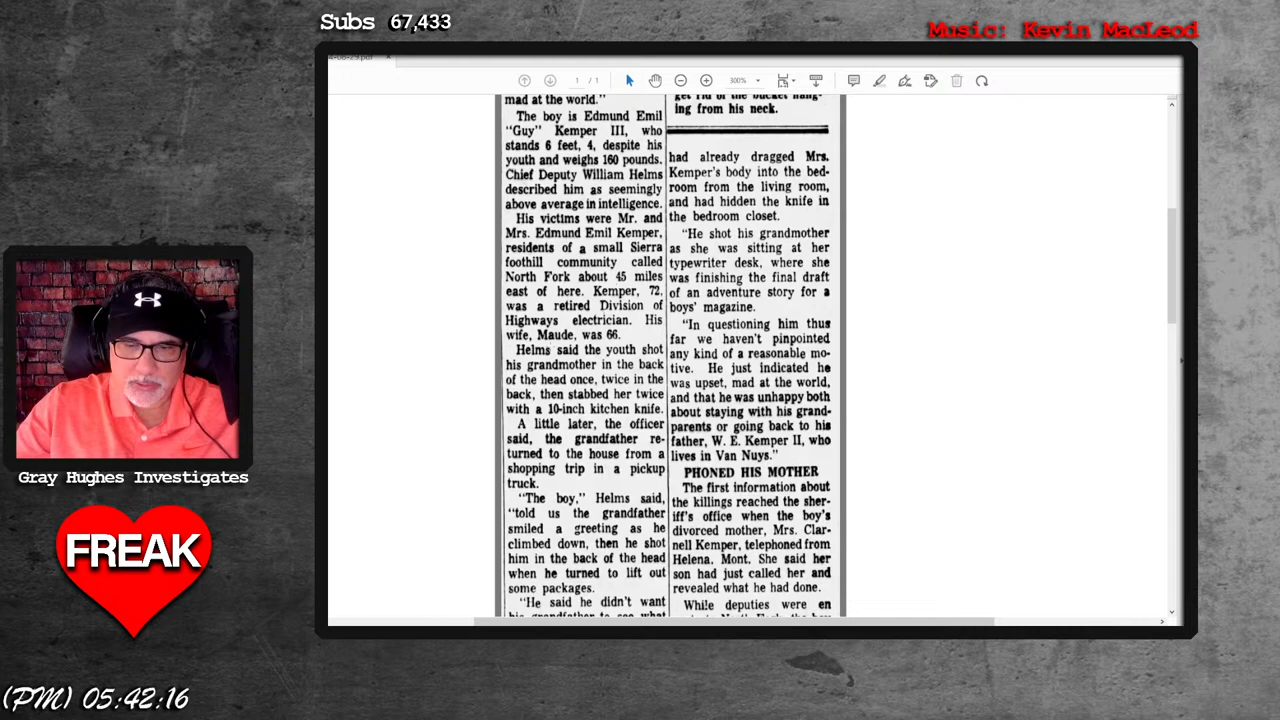 Subs 67,433
Music: Kevin MacLeod
1 / 1
300%
mad at the world."
The boy is Edmund Emil
"Guy" Kemper III, who
stands 6 feet, 4, despite his
youth and weighs 160 pounds.
Chief Deputy William Helms
described him as seemingly
above average in intelligence.
His victims were Mr. and
Mrs. Edmund Emil Kemper,
residents of a small Sierra
foothill community called
North Fork about 45 miles
east of here. Kemper, 72,
was a retired Division of
Highways electrician. His
wife, Maude, was 66.
Helms said the youth shot
his grandmother in the back
of the head once, twice in the
back, then stabbed her twice
with a 10-inch kitchen knife.
A little later, the officer
said, the grandfather re-
turned to the house from a
shopping trip in a pickup
truck.
"The boy," Helms said,
"told us the grandfather
smiled a greeting as he
climbed down, then he shot
him in the back of the head
when he turned to lift out
some packages.
"He said he didn't want
his grandfather to see what
get rid of the bucket hang-
ing from his neck.
had already dragged Mrs.
Kemper's body into the bed-
room from the living room,
and had hidden the knife in
the bedroom closet.
"He shot his grandmother
as she was sitting at her
typewriter desk, where she
was finishing the final draft
of an adventure story for a
boys' magazine.
"In questioning him thus
far we haven't pinpointed
any kind of a reasonable mo-
tive. He just indicated he
was upset, mad at the world,
and that he was unhappy both
about staying with his grand-
parents or going back to his
father, W. E. Kemper II, who
lives in Van Nuys."
PHONED HIS MOTHER
The first information about
the killings reached the sher-
iff's office when the boy's
divorced mother, Mrs. Clar-
nell Kemper, telephoned from
Helena, Mont. She said her
son had just called her and
revealed what he had done.
While deputies were en
Gray Hughes Investigates
FREAK
(PM) 05:42:16